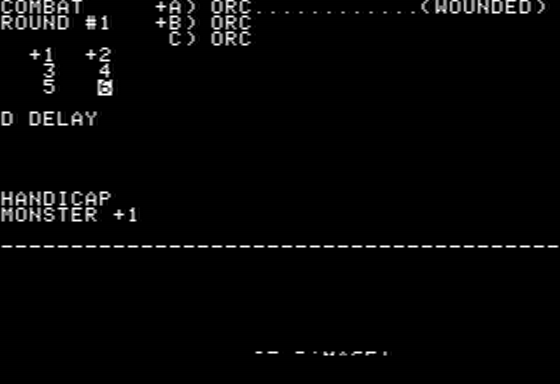 COMBAT +A) ORC............(WOUNDED)
ROUND #1 +B) ORC
C) ORC
+1 +2
3 4
5 6
D DELAY
HANDICAP
MONSTER +1
-----------------------------------------